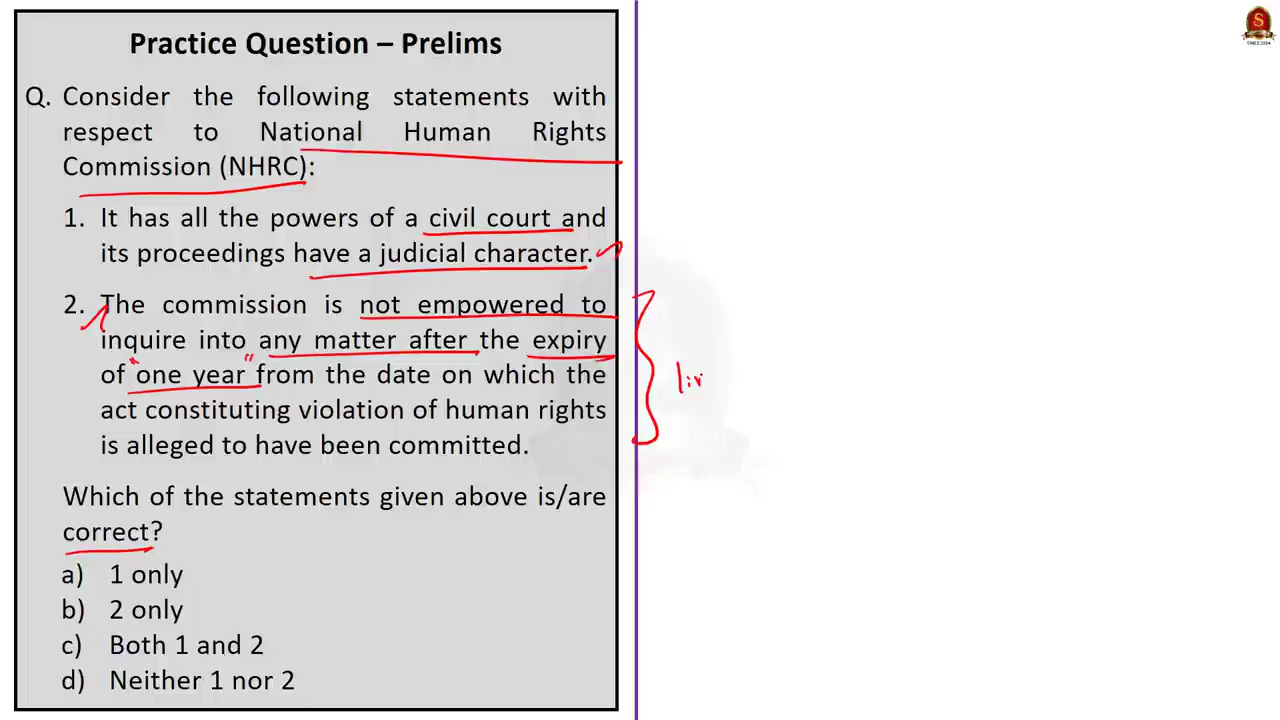 Practice Question – Prelims
Q. Consider the following statements with
respect to National Human Rights
Commission (NHRC):
1. It has all the powers of a civil court and
its proceedings have a judicial character.
2. The commission is not empowered to
inquire into any matter after the expiry
of "one year" from the date on which the
act constituting violation of human rights
is alleged to have been committed.
Which of the statements given above is/are
correct?
a) 1 only
b) 2 only
c) Both 1 and 2
d) Neither 1 nor 2
S
SINCE 2004